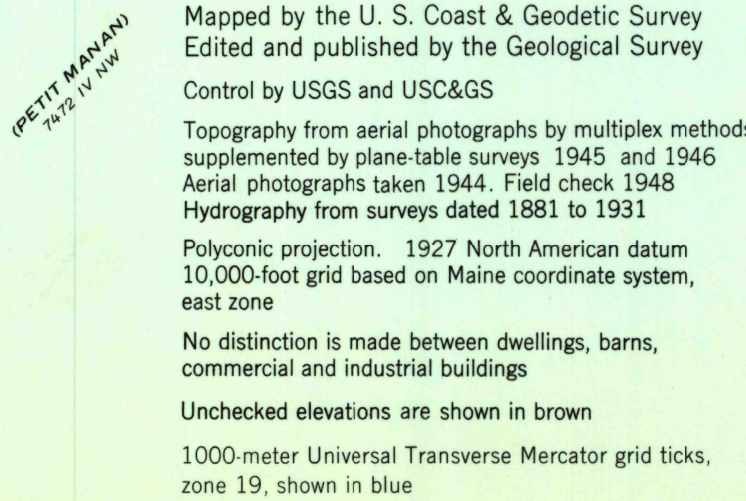 (PETIT MANAN)
7472 IV NW
Mapped by the U. S. Coast & Geodetic Survey
Edited and published by the Geological Survey
Control by USGS and USC&GS
Topography from aerial photographs by multiplex methods
supplemented by plane-table surveys 1945 and 1946
Aerial photographs taken 1944. Field check 1948
Hydrography from surveys dated 1881 to 1931
Polyconic projection. 1927 North American datum
10,000-foot grid based on Maine coordinate system,
east zone
No distinction is made between dwellings, barns,
commercial and industrial buildings
Unchecked elevations are shown in brown
1000-meter Universal Transverse Mercator grid ticks,
zone 19, shown in blue